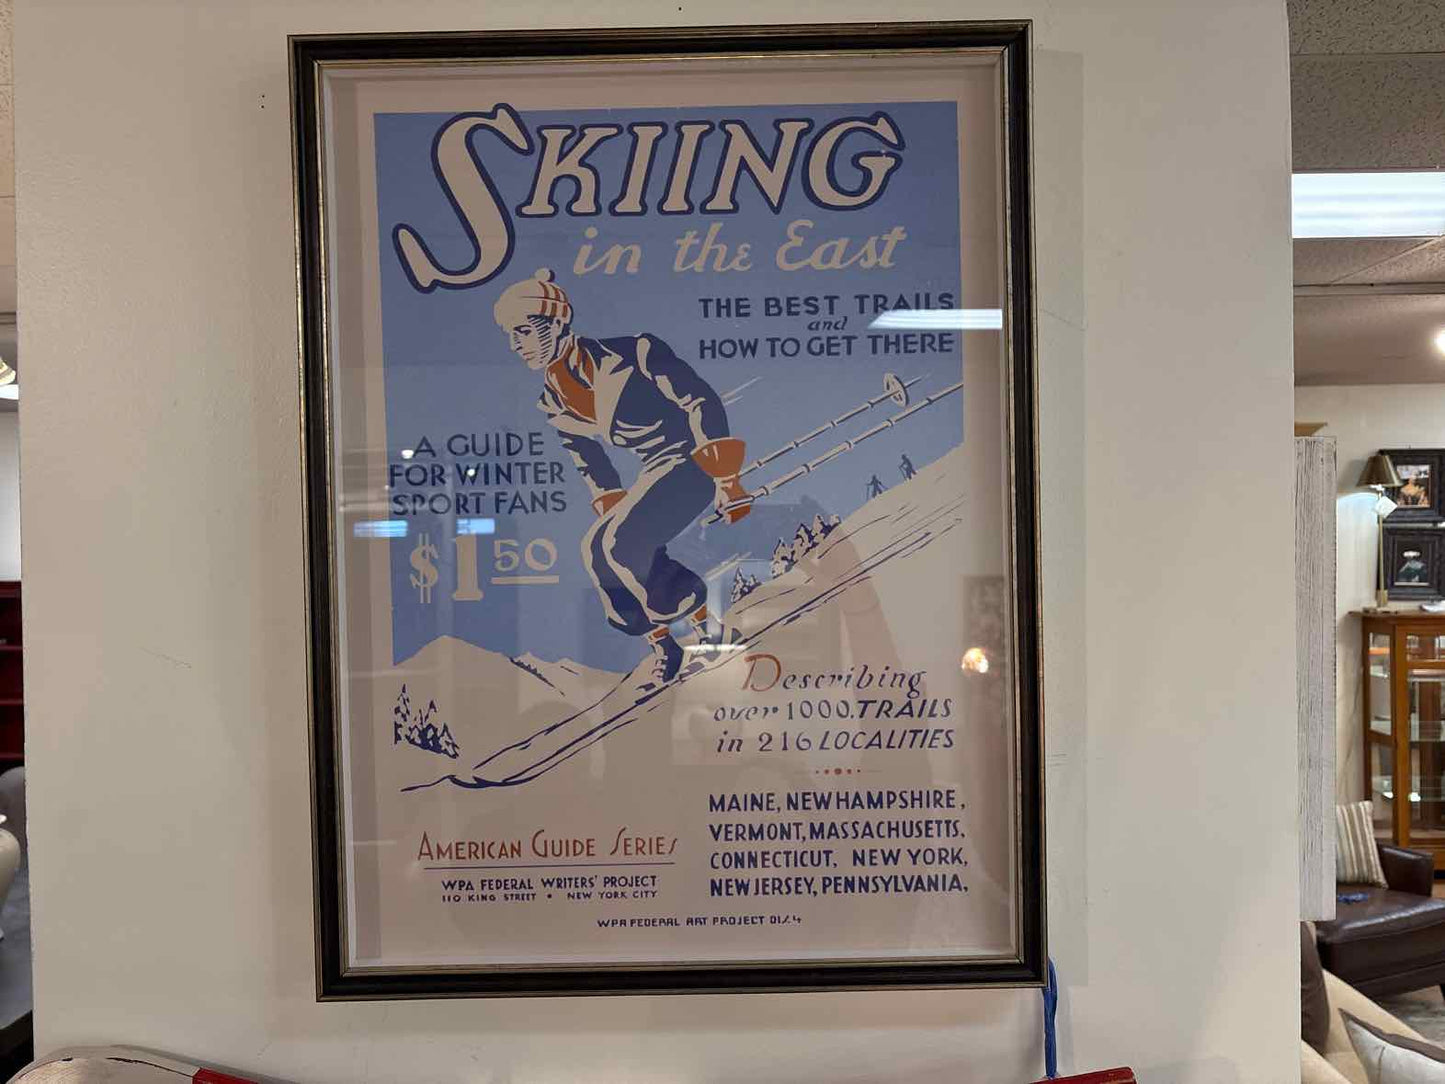 SKIING
in the East
THE BEST TRAILS
and
HOW TO GET THERE
A GUIDE
FOR WINTER
SPORT FANS
$1.50
Describing
over 1000 TRAILS
in 216 LOCALITIES
MAINE, NEW HAMPSHIRE,
VERMONT, MASSACHUSETTS,
CONNECTICUT, NEW YORK,
NEW JERSEY, PENNSYLVANIA.
AMERICAN GUIDE SERIES
WPA FEDERAL WRITERS' PROJECT
110 KING STREET • NEW YORK CITY
WPA FEDERAL ART PROJECT DIST. 4